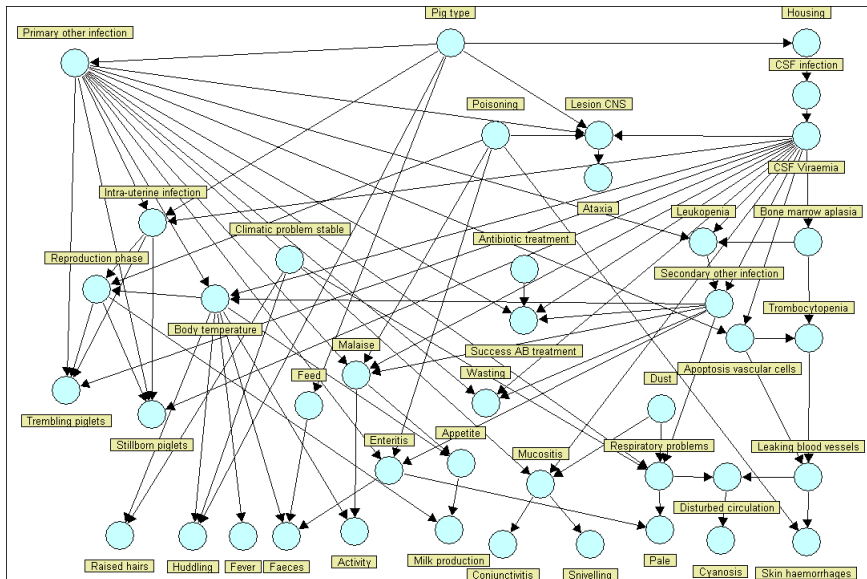 Pig type
Housing
Primary other infection
CSF infection
Poisoning
Lesion CNS
CSF Viraemia
Intra-uterine infection
Ataxia
Leukopenia
Bone marrow aplasia
Climatic problem stable
Antibiotic treatment
Reproduction phase
Secondary other infection
Trombocytopenia
Body temperature
Malaise
Success AB treatment
Feed
Wasting
Dust
Apoptosis vascular cells
Trembling piglets
Stillborn piglets
Enteritis
Appetite
Mucositis
Respiratory problems
Leaking blood vessels
Disturbed circulation
Raised hairs
Huddling
Fever
Faeces
Activity
Milk production
Conjunctivitis
Snivelling
Pale
Cyanosis
Skin haemorrhages